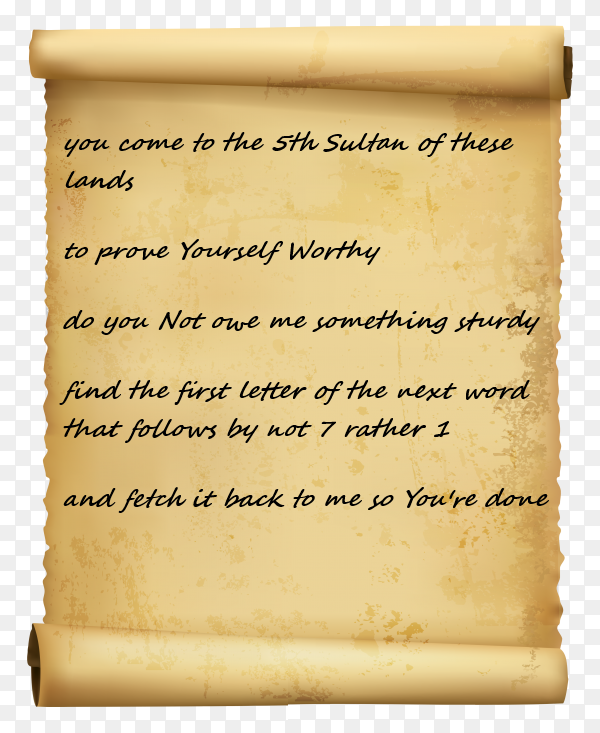 you come to the 5th Sultan of these
lands
to prove Yourself Worthy
do you Not owe me something sturdy
find the first letter of the next word
that follows by not 7 rather 1
and fetch it back to me so You're done